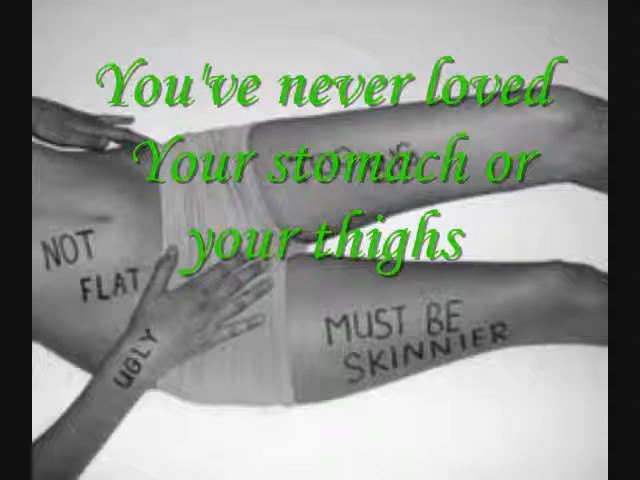 You've never loved
Your stomach or
your thighs
NOT
FLAT
UGLY
MUST BE
SKINNIER